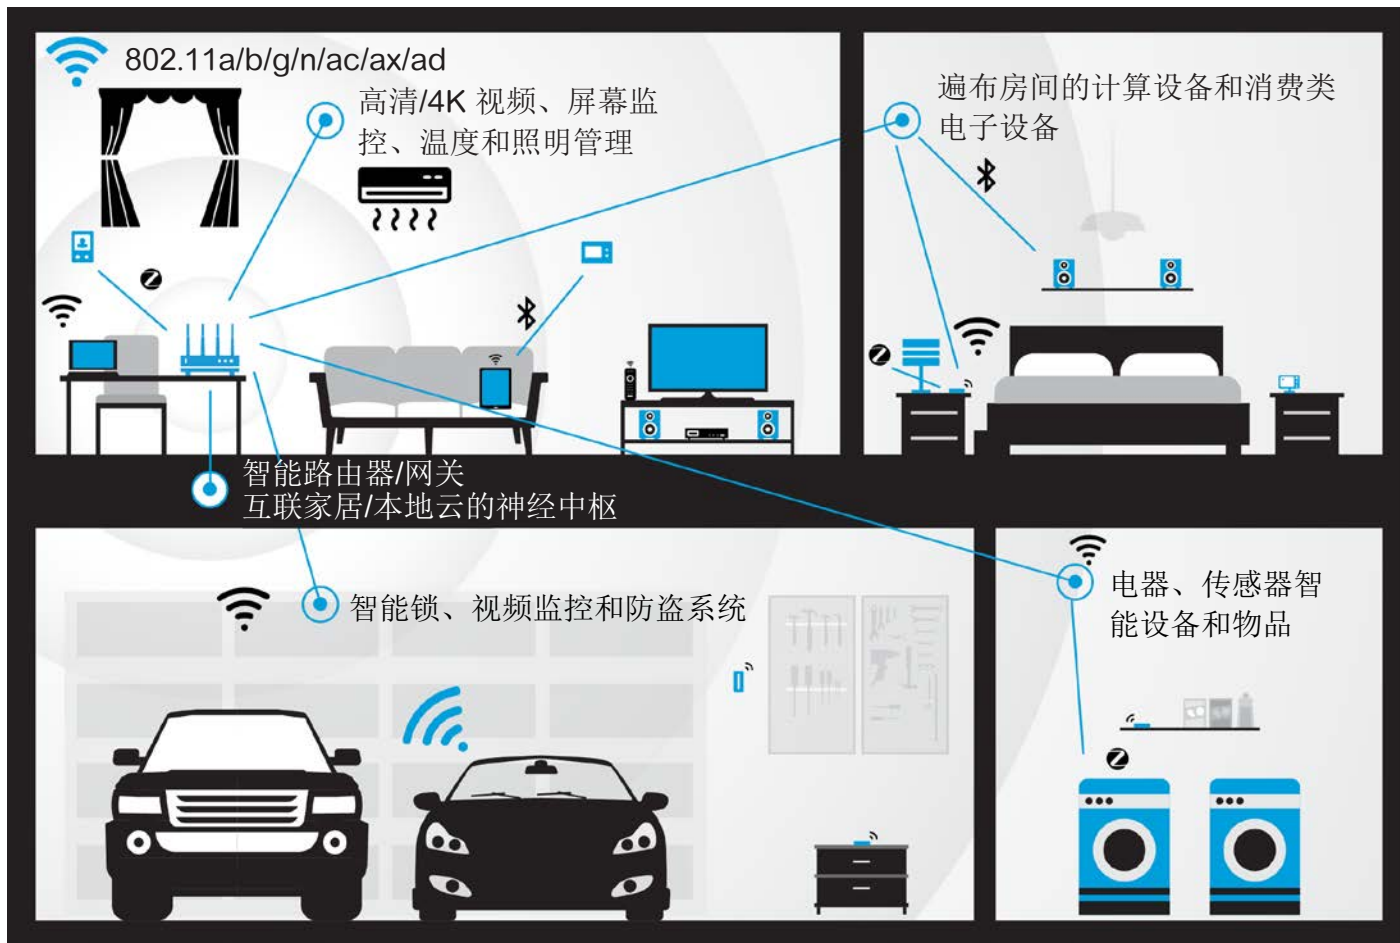 802.11a/b/g/n/ac/ax/ad
高清/4K 视频、屏幕监
控、温度和照明管理
遍布房间的计算设备和消费类
电子设备
智能路由器/网关
互联家居/本地云的神经中枢
智能锁、视频监控和防盗系统
电器、传感器智
能设备和物品